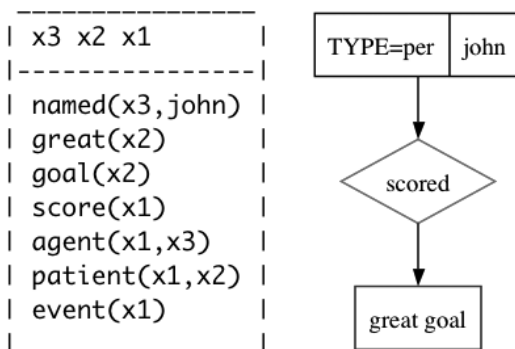 x3 x2 x1
named(x3,john)
great(x2)
goal(x2)
score(x1)
agent(x1,x3)
patient(x1,x2)
event(x1)
TYPE=per john
scored
great goal